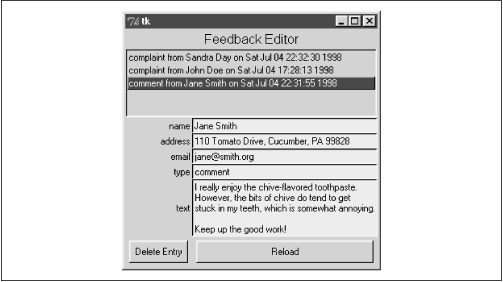 7% tk
Feedback Editor
complaint from Sandra Day on Sat Jul 04 22:32:30 1998
complaint from John Doe on Sat Jul 04 17:28:13 1998
comment from Jane Smith on Sat Jul 04 22:31:55 1998
name Jane Smith
address 110 Tomato Drive, Cucumber, PA 99828
email jane@smith.org
type comment
I really enjoy the chive-flavored toothpaste.
However, the bits of chive do tend to get
text stuck in my teeth, which is somewhat annoying.
Keep up the good work!
Delete Entry Reload